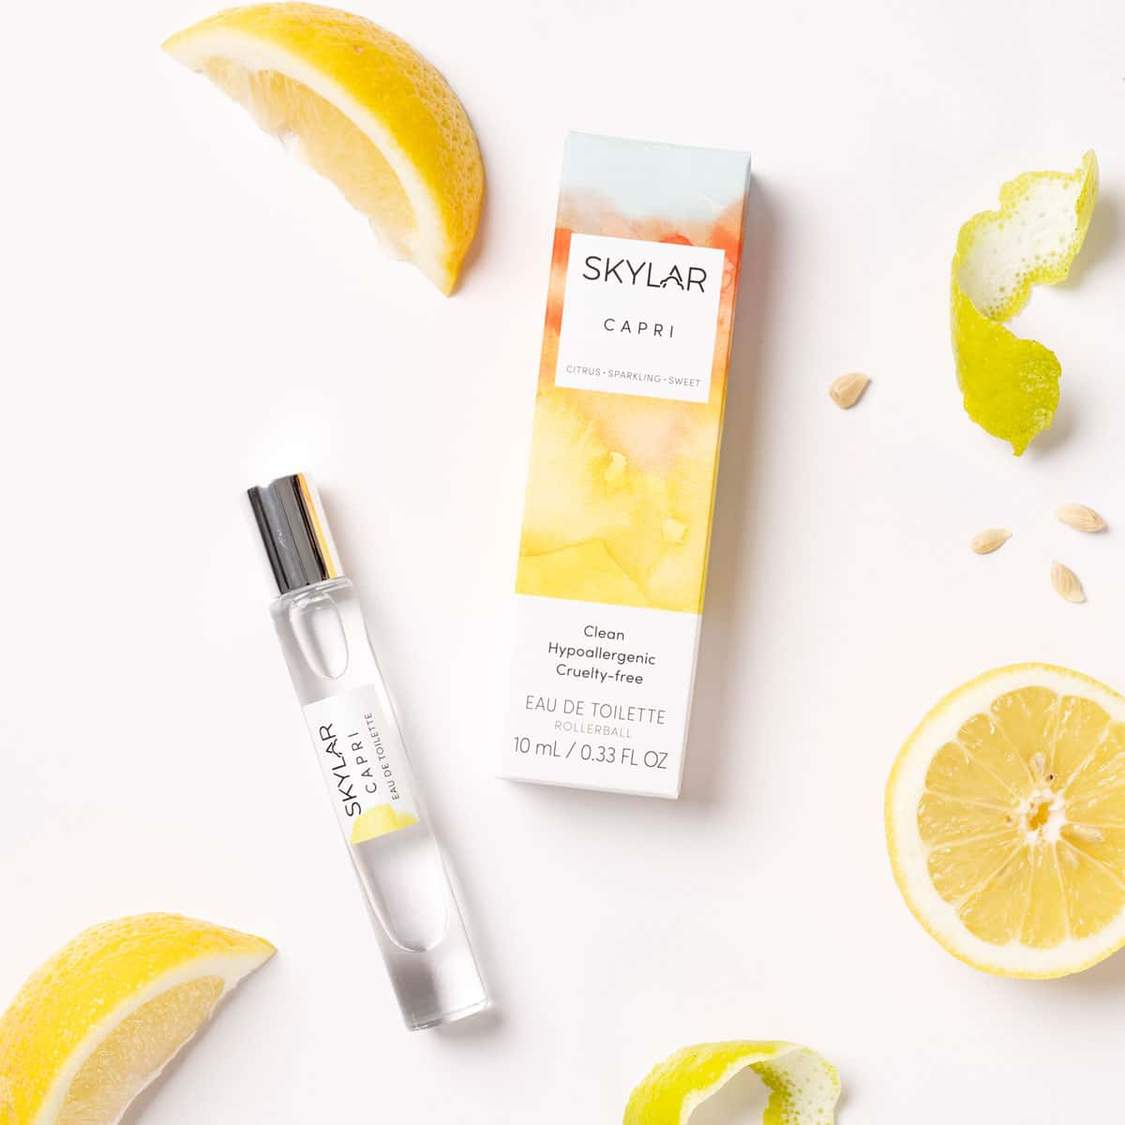 SKYLAR
CAPRI
CITRUS • SPARKLING • SWEET
Clean
Hypoallergenic
Cruelty-free
EAU DE TOILETTE
ROLLERBALL
10 mL / 0.33 FL OZ
SKYLAR
CAPRI
EAU DE TOILETTE